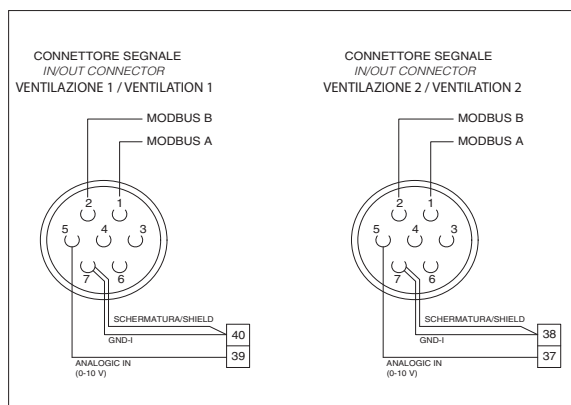 CONNETTORE SEGNALE
IN/OUT CONNECTOR
VENTILAZIONE 1 / VENTILATION 1
MODBUS B
MODBUS A
2 1
5 4 3
7 6
SCHERMATURA/SHIELD
GND-I
40
39
ANALOGIC IN
(0-10 V)
CONNETTORE SEGNALE
IN/OUT CONNECTOR
VENTILAZIONE 2 / VENTILATION 2
MODBUS B
MODBUS A
2 1
5 4 3
7 6
SCHERMATURA/SHIELD
GND-I
38
37
ANALOGIC IN
(0-10 V)